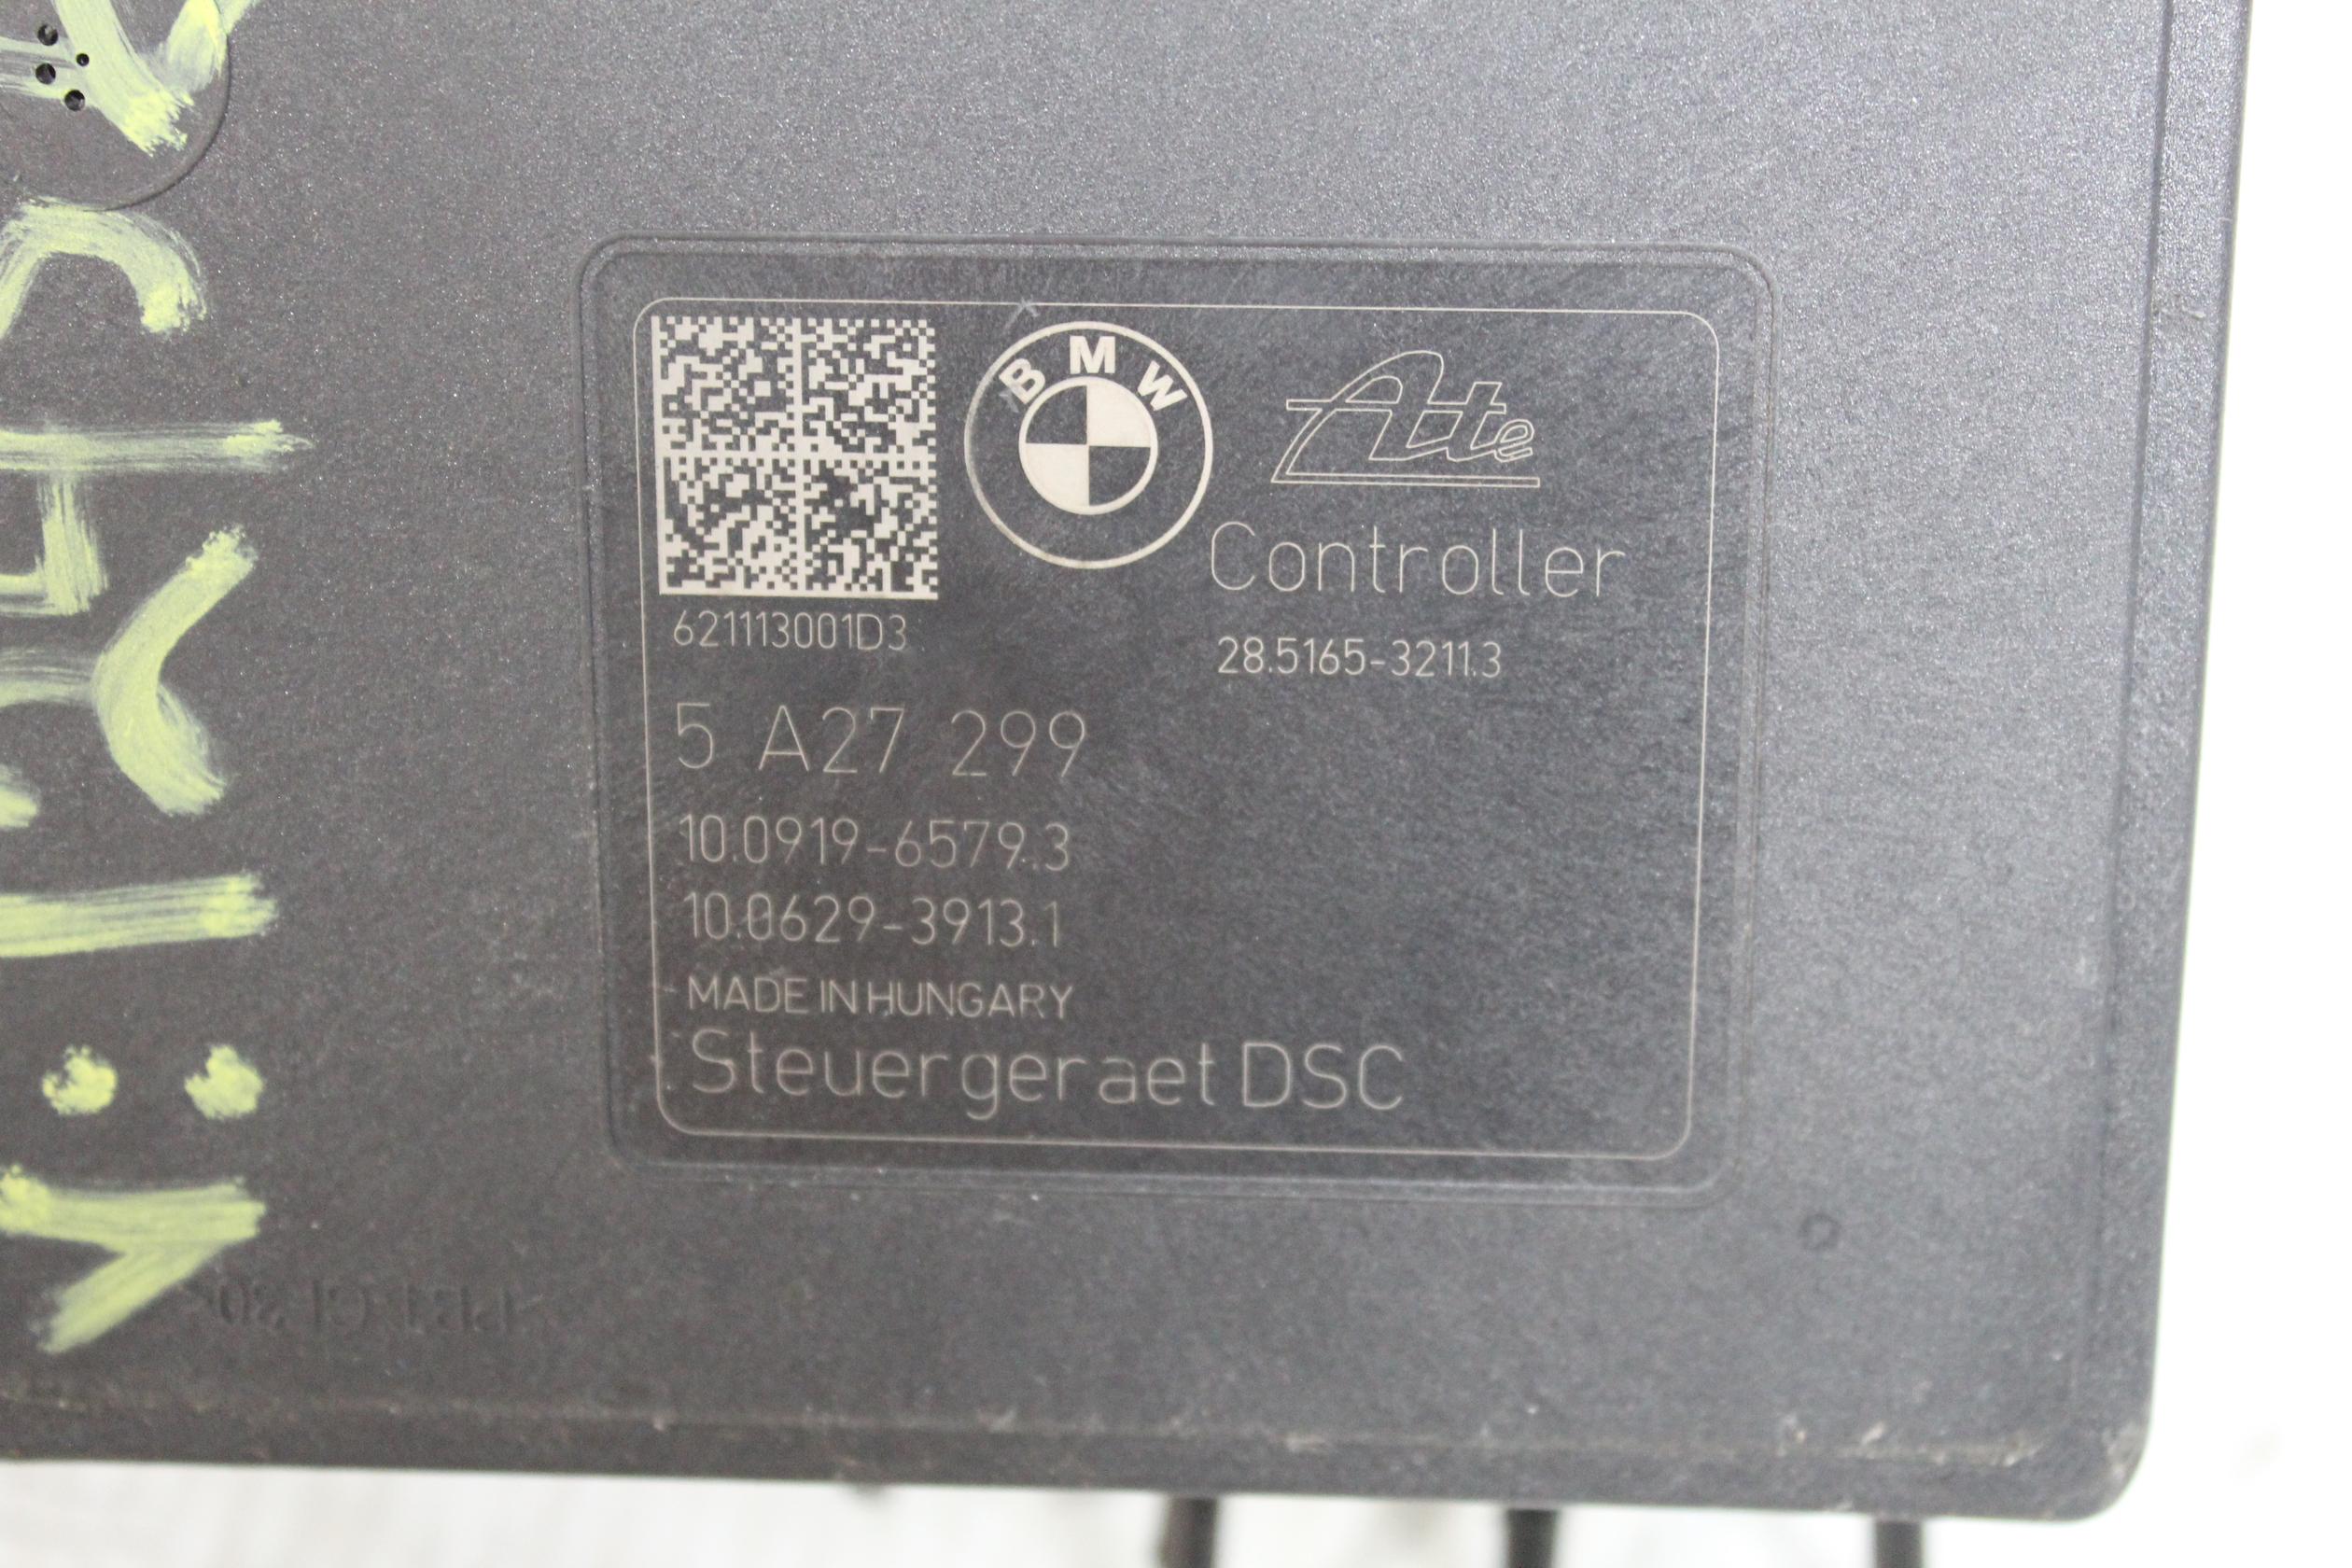 BMW
Ate
Controller
621113001D3
28.5165-3211.3
5 A27 299
10.0919-6579.3
10.0629-3913.1
MADE IN HUNGARY
Steuergeraet DSC